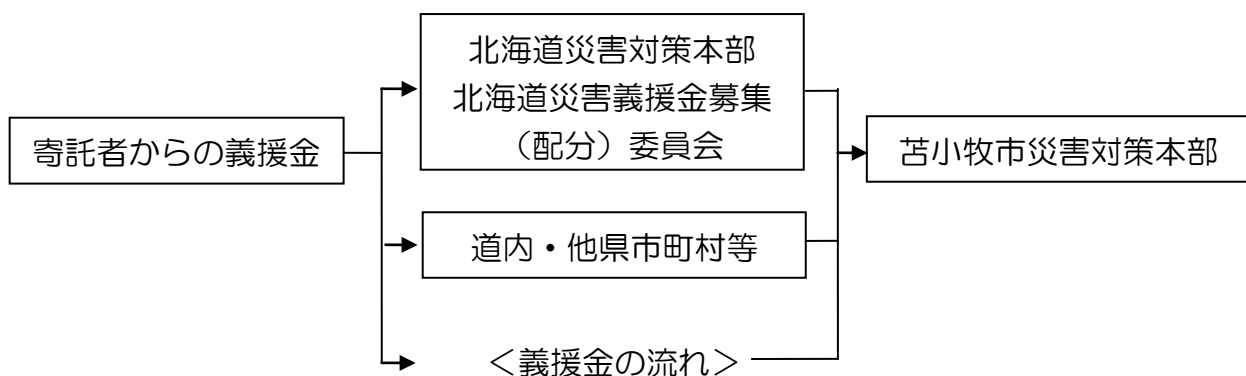 寄託者からの義援金
北海道災害対策本部
北海道災害義援金募集
（配分）委員会
道内・他県市町村等
＜義援金の流れ＞
苫小牧市災害対策本部